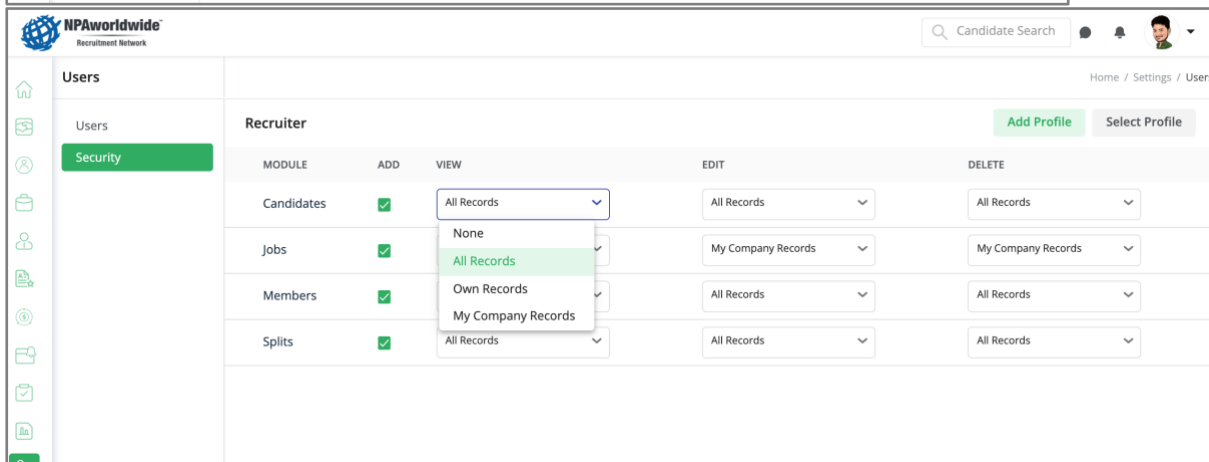 NPAworldwide
Recruitment Network
Candidate Search
Users
Home / Settings / Users
Users
Security
Recruiter
Add Profile
Select Profile
MODULE ADD VIEW EDIT DELETE
Candidates All Records All Records All Records
None
All Records
Own Records
My Company Records
Jobs My Company Records My Company Records
Members All Records All Records
Splits All Records All Records All Records